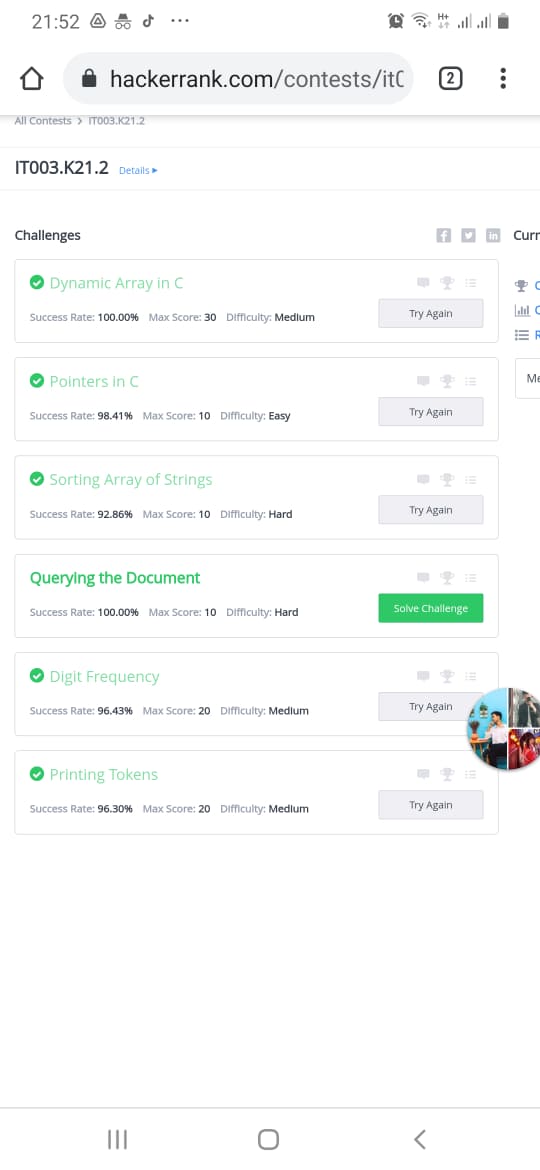 21:52
hackerrank.com/contests/it
2
All Contests > IT003.K21.2
IT003.K21.2 Details ▸
Challenges
Curr
Dynamic Array in C
Success Rate: 100.00% Max Score: 30 Difficulty: Medium
Try Again
Pointers in C
Success Rate: 98.41% Max Score: 10 Difficulty: Easy
Try Again
Sorting Array of Strings
Success Rate: 92.86% Max Score: 10 Difficulty: Hard
Try Again
Querying the Document
Success Rate: 100.00% Max Score: 10 Difficulty: Hard
Solve Challenge
Digit Frequency
Success Rate: 96.43% Max Score: 20 Difficulty: Medium
Try Again
Printing Tokens
Success Rate: 96.30% Max Score: 20 Difficulty: Medium
Try Again